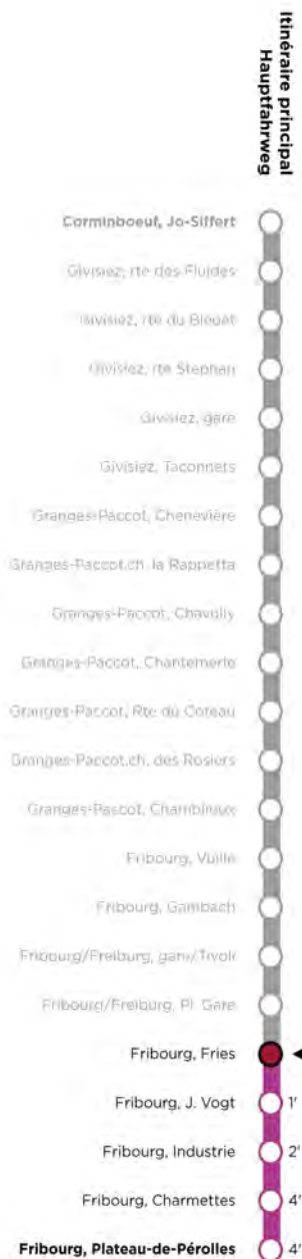 Itinéraire principal
Hauptfahrweg
Corminboeuf, Jo-Siffert
Givisiez, rte des Fluides
Givisiez, rte du Bleuet
Givisiez, rte Stephan
Givisiez, gare
Givisiez, Taconnets
Granges-Paccot, Chenevière
Granges-Paccot,ch. la Rappetta
Granges-Paccot, Chavully
Granges-Paccot, Chantemerle
Granges-Paccot, Rte du Coteau
Granges-Paccot,ch. des Rosiers
Granges-Paccot, Chamblioux
Fribourg, Vuille
Fribourg, Gambach
Fribourg/Freiburg, gare/Tivoli
Fribourg/Freiburg, Pl. Gare
Fribourg, Fries
Fribourg, J. Vogt 1'
Fribourg, Industrie 2'
Fribourg, Charmettes 4'
Fribourg, Plateau-de-Pérolles 4'